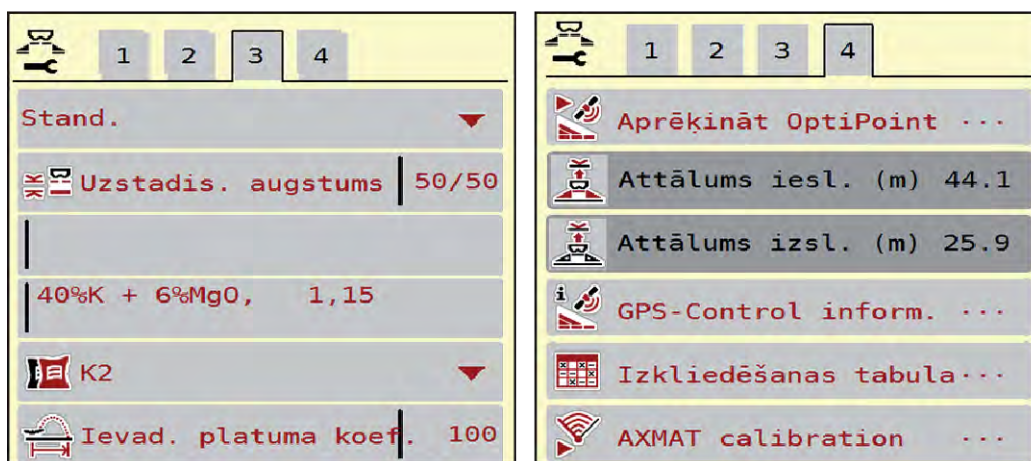 1 2 3 4
Stand.
Uzstadis. augstums 50/50
40%K + 6%MgO, 1,15
K2
Ievad. platuma koef. 100
1 2 3 4
Aprēķināt OptiPoint ...
Attālums iesl. (m) 44.1
Attālums izsl. (m) 25.9
i
GPS-Control inform. ...
Izkliedēšanas tabula...
AXMAT calibration ...